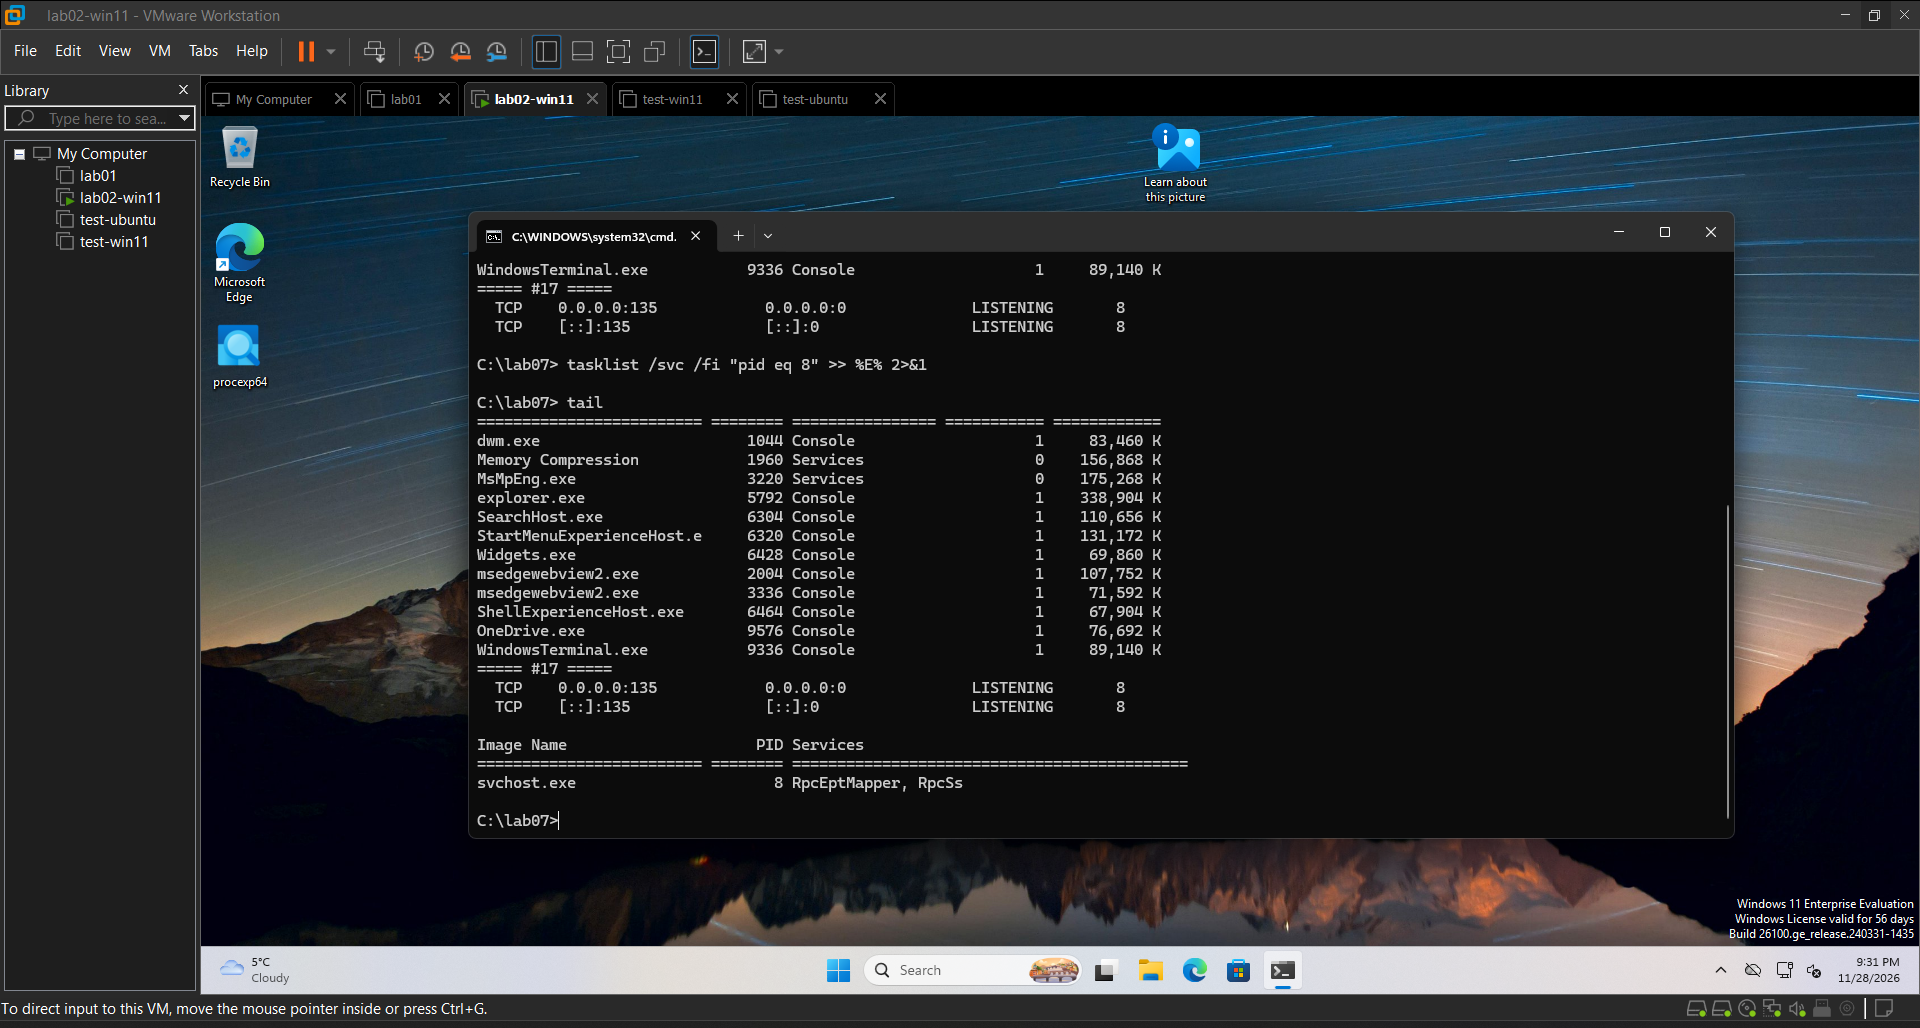 lab02-win11 - VMware Workstation
File Edit View VM Tabs Help
Library
Type here to sea...
My Computer
lab01
lab02-win11
test-ubuntu
test-win11
My Computer
lab01
lab02-win11
test-win11
test-ubuntu
Recycle Bin
Microsoft
Edge
procexp64
Learn about
this picture
C:\WINDOWS\system32\cmd.
WindowsTerminal.exe 9336 Console 1 89,140 K
===== #17 =====
TCP 0.0.0.0:135 0.0.0.0:0 LISTENING 8
TCP [::]:135 [::]:0 LISTENING 8
C:\lab07> tasklist /svc /fi "pid eq 8" >> %E% 2>&1
C:\lab07> tail
========================= ======== ================ =========== ============
dwm.exe 1044 Console 1 83,460 K
Memory Compression 1960 Services 0 156,868 K
MsMpEng.exe 3220 Services 0 175,268 K
explorer.exe 5792 Console 1 338,904 K
SearchHost.exe 6304 Console 1 110,656 K
StartMenuExperienceHost.e 6320 Console 1 131,172 K
Widgets.exe 6428 Console 1 69,860 K
msedgewebview2.exe 2004 Console 1 107,752 K
msedgewebview2.exe 3336 Console 1 71,592 K
ShellExperienceHost.exe 6464 Console 1 67,904 K
OneDrive.exe 9576 Console 1 76,692 K
WindowsTerminal.exe 9336 Console 1 89,140 K
===== #17 =====
TCP 0.0.0.0:135 0.0.0.0:0 LISTENING 8
TCP [::]:135 [::]:0 LISTENING 8
Image Name PID Services
========================= ======== ============================================
svchost.exe 8 RpcEptMapper, RpcSs
C:\lab07>
Windows 11 Enterprise Evaluation
Windows License valid for 56 days
Build 26100.ge_release.240331-1435
5°C
Cloudy
Search
9:31 PM
11/28/2026
To direct input to this VM, move the mouse pointer inside or press Ctrl+G.